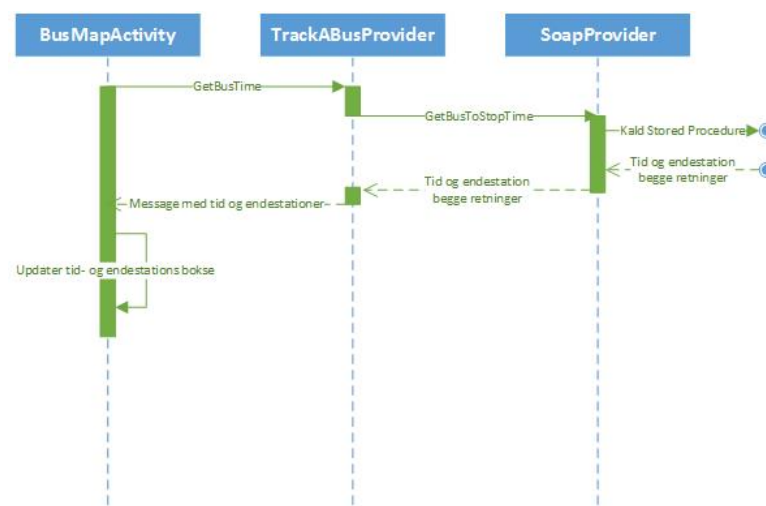 BusMapActivity
TrackABusProvider
SoapProvider
GetBusTime
GetBusToStopTime
Kald Stored Procedure
Tid og endestation
begge retninger
Tid og endestation
begge retninger
Message med tid og endestationer
Updater tid- og endestations bokse